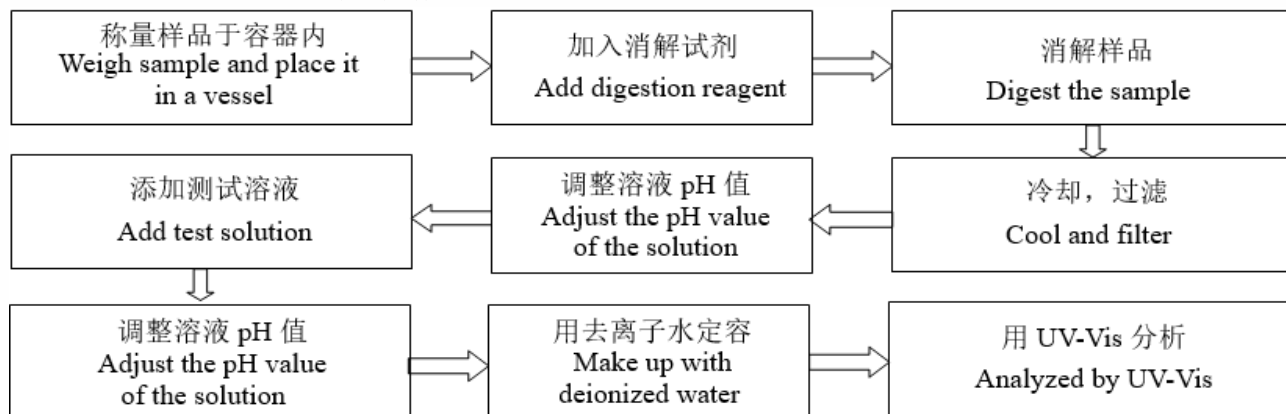 称量样品于容器内
Weigh sample and place it
in a vessel
加入消解试剂
Add digestion reagent
消解样品
Digest the sample
冷却，过滤
Cool and filter
调整溶液 pH 值
Adjust the pH value
of the solution
添加测试溶液
Add test solution
调整溶液 pH 值
Adjust the pH value
of the solution
用去离子水定容
Make up with
deionized water
用 UV-Vis 分析
Analyzed by UV-Vis